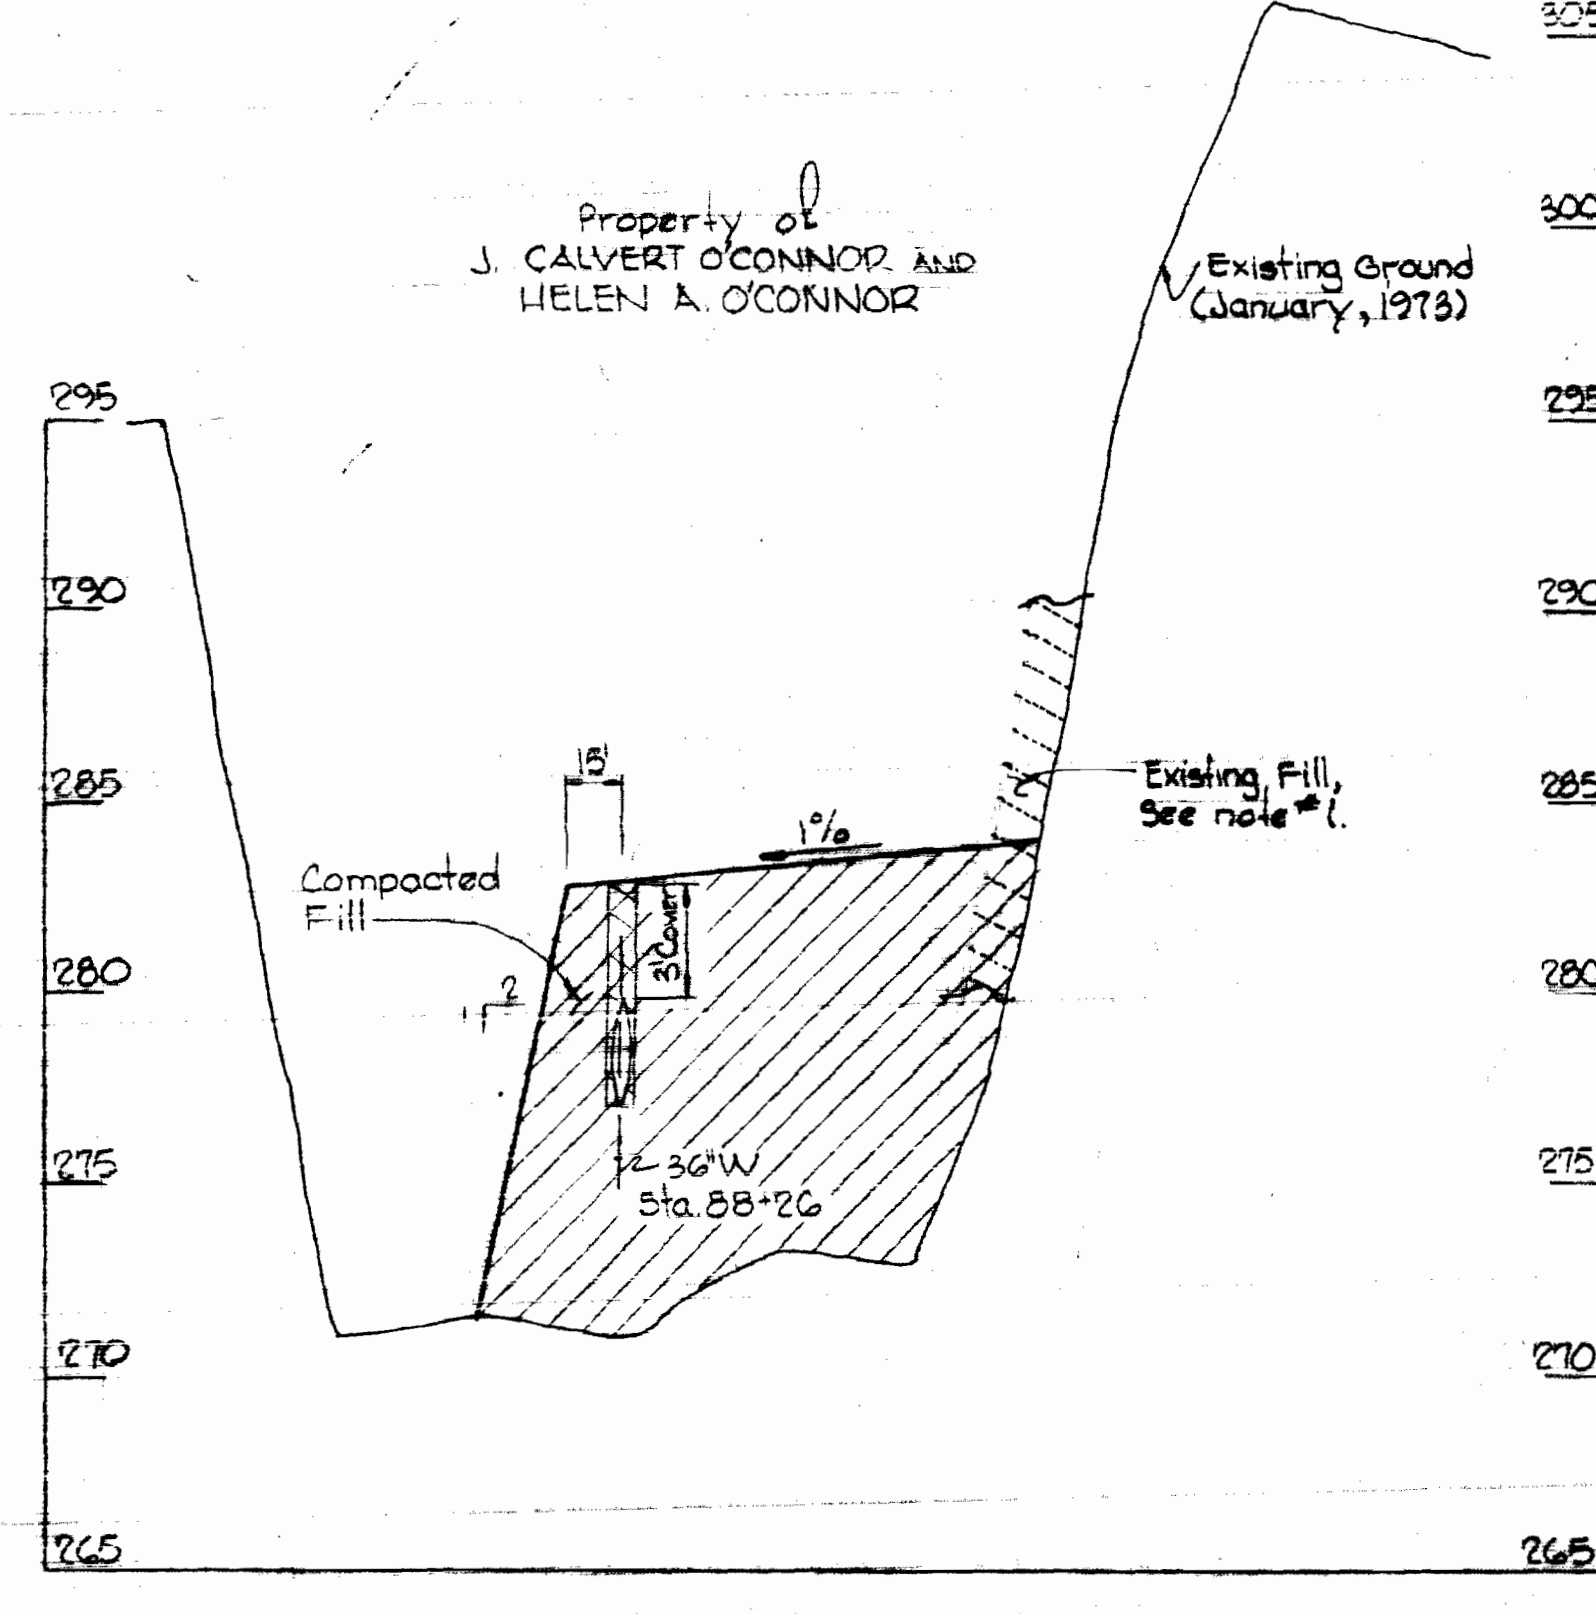 305
300
Property of
J. CALVERT O'CONNOR AND
HELEN A. O'CONNOR
Existing Ground
(January, 1973)
295
295
290
290
15'
285
Existing Fill,
See note #1.
285
1%
Compacted
Fill
3' Cover
280
280
2
1
275
36"W
Sta. 88+26
275
270
270
265
265